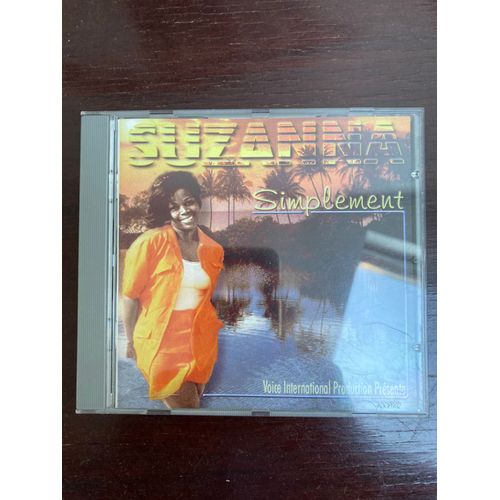 SUZANNA
Simplement
Voice International Production Présente